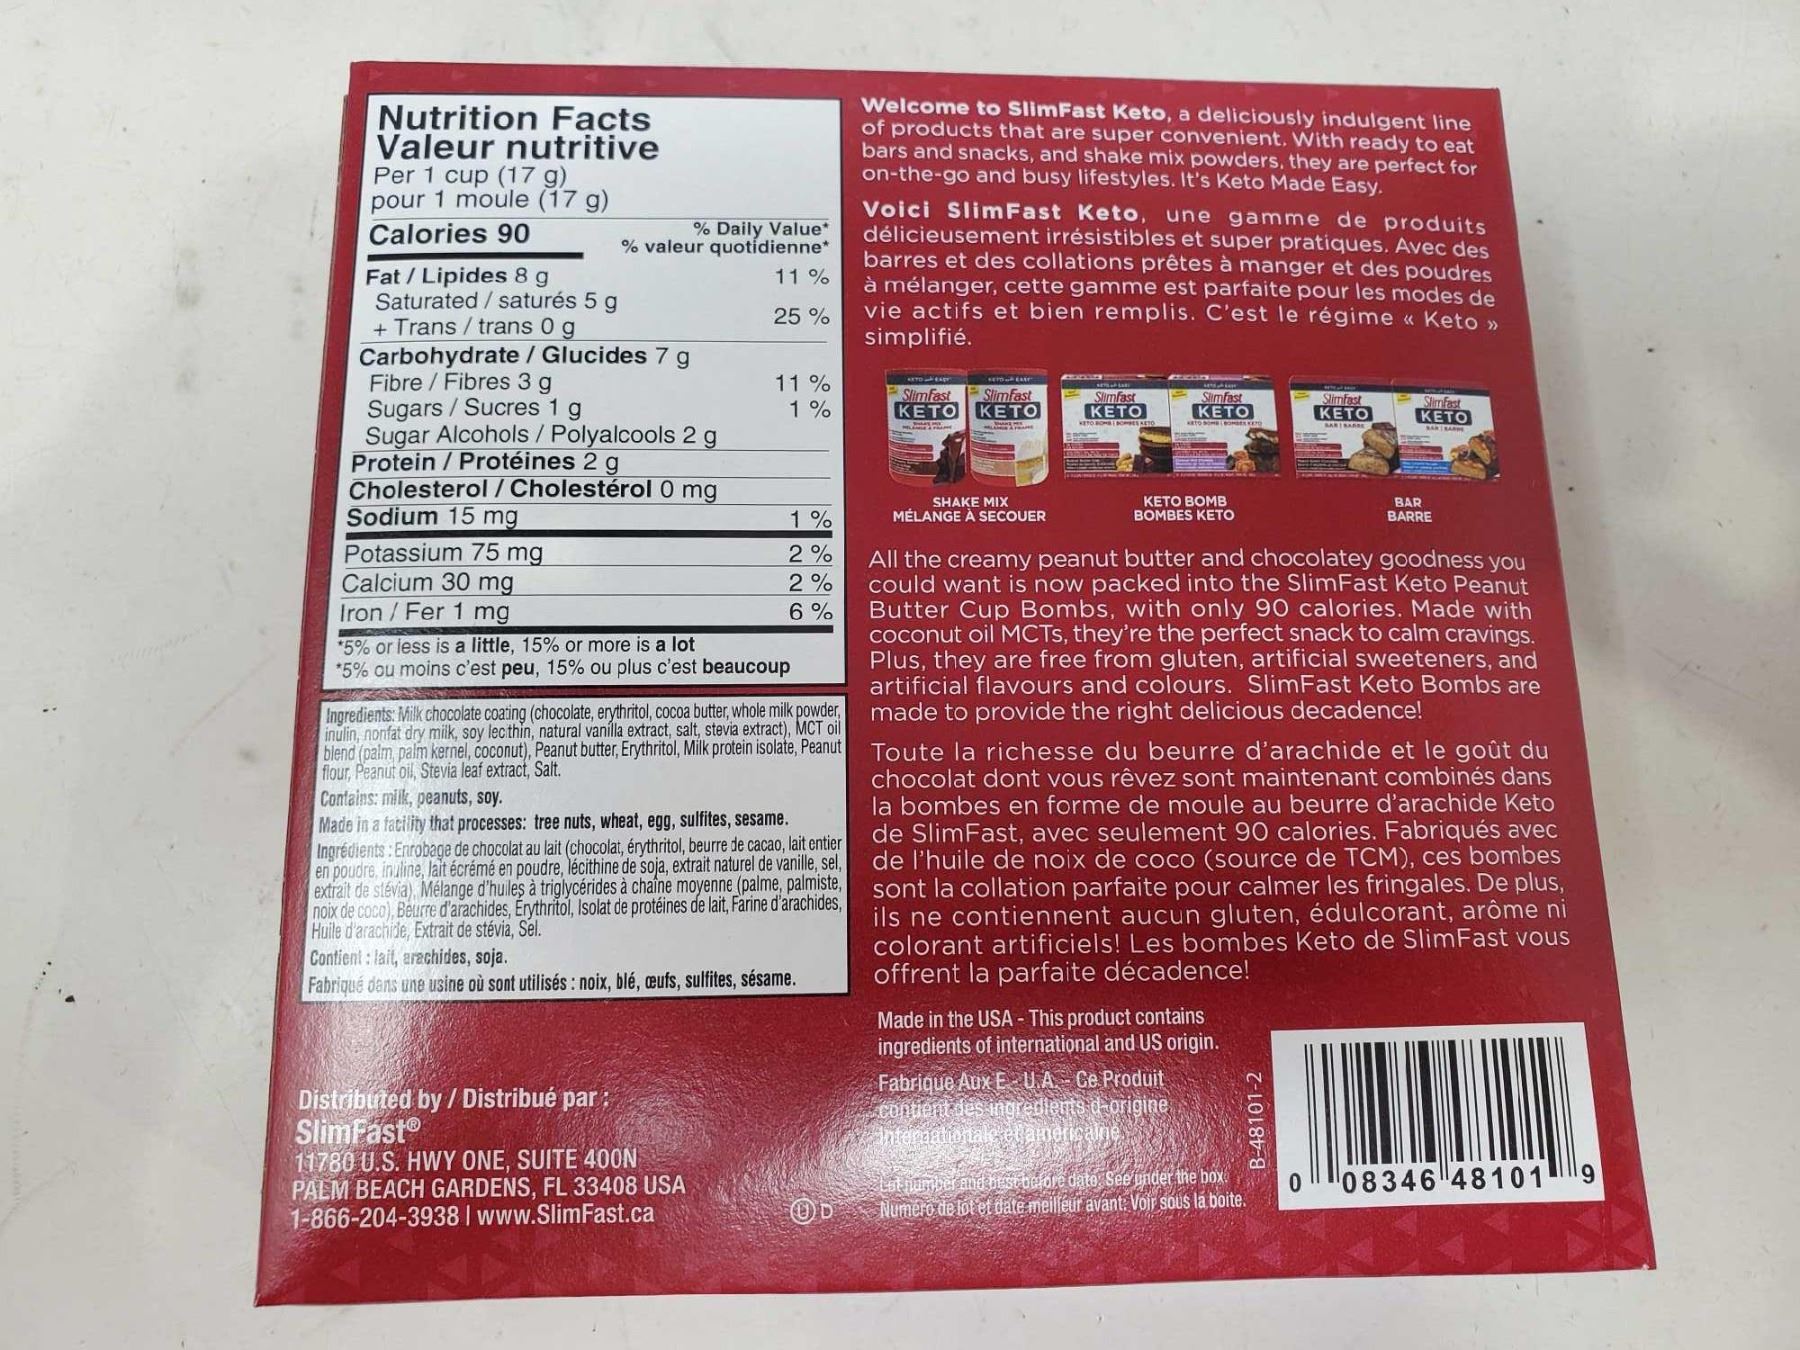 Nutrition Facts
Valeur nutritive
Per 1 cup (17 g)
pour 1 moule (17 g)
Calories 90
% Daily Value*
% valeur quotidienne*
Fat / Lipides 8 g 11 %
Saturated / saturés 5 g
+ Trans / trans 0 g 25 %
Carbohydrate / Glucides 7 g
Fibre / Fibres 3 g 11 %
Sugars / Sucres 1 g 1 %
Sugar Alcohols / Polyalcools 2 g
Protein / Protéines 2 g
Cholesterol / Cholestérol 0 mg
Sodium 15 mg 1 %
Potassium 75 mg 2 %
Calcium 30 mg 2 %
Iron / Fer 1 mg 6 %
*5% or less is a little, 15% or more is a lot
*5% ou moins c'est peu, 15% ou plus c'est beaucoup
Ingredients: Milk chocolate coating (chocolate, erythritol, cocoa butter, whole milk powder,
inulin, nonfat dry milk, soy lecithin, natural vanilla extract, salt, stevia extract), MCT oil
blend (palm, palm kernel, coconut), Peanut butter, Erythritol, Milk protein isolate, Peanut
flour, Peanut oil, Stevia leaf extract, Salt.
Contains: milk, peanuts, soy.
Made in a facility that processes: tree nuts, wheat, egg, sulfites, sesame.
Ingrédients : Enrobage de chocolat au lait (chocolat, érythritol, beurre de cacao, lait entier
en poudre, inuline, lait écrémé en poudre, lécithine de soja, extrait naturel de vanille, sel,
extrait de stévia), Mélange d'huiles à triglycérides à chaîne moyenne (palme, palmiste,
noix de coco), Beurre d'arachides, Érythritol, Isolat de protéines de lait, Farine d'arachides,
Huile d'arachide, Extrait de stévia, Sel.
Contient : lait, arachides, soja.
Fabriqué dans une usine où sont utilisés : noix, blé, œufs, sulfites, sésame.
Distributed by / Distribué par :
SlimFast®
11780 U.S. HWY ONE, SUITE 400N
PALM BEACH GARDENS, FL 33408 USA
1-866-204-3938 | www.SlimFast.ca
Ⓤ D
Welcome to SlimFast Keto, a deliciously indulgent line
of products that are super convenient. With ready to eat
bars and snacks, and shake mix powders, they are perfect for
on-the-go and busy lifestyles. It's Keto Made Easy.
Voici SlimFast Keto, une gamme de produits
délicieusement irrésistibles et super pratiques. Avec des
barres et des collations prêtes à manger et des poudres
à mélanger, cette gamme est parfaite pour les modes de
vie actifs et bien remplis. C'est le régime « Keto »
simplifié.
SlimFast SlimFast SlimFast SlimFast SlimFast SlimFast
KETO KETO KETO KETO KETO KETO
SHAKE MIX
MÉLANGE À SECOUER
KETO BOMB
BOMBES KETO
BAR
BARRE
All the creamy peanut butter and chocolatey goodness you
could want is now packed into the SlimFast Keto Peanut
Butter Cup Bombs, with only 90 calories. Made with
coconut oil MCTs, they're the perfect snack to calm cravings.
Plus, they are free from gluten, artificial sweeteners, and
artificial flavours and colours. SlimFast Keto Bombs are
made to provide the right delicious decadence!
Toute la richesse du beurre d'arachide et le goût du
chocolat dont vous rêvez sont maintenant combinés dans
la bombes en forme de moule au beurre d'arachide Keto
de SlimFast, avec seulement 90 calories. Fabriqués avec
de l'huile de noix de coco (source de TCM), ces bombes
sont la collation parfaite pour calmer les fringales. De plus,
ils ne contiennent aucun gluten, édulcorant, arôme ni
colorant artificiels! Les bombes Keto de SlimFast vous
offrent la parfaite décadence!
Made in the USA - This product contains
ingredients of international and US origin.
Fabrique Aux E - U.A. - Ce Produit
contient des ingredients d-origine
internationale et americaine.
Lot number and best before date: See under the box.
Numéro de lot et date meilleur avant: Voir sous la boite.
B-48101-2
0 08346 48101 9